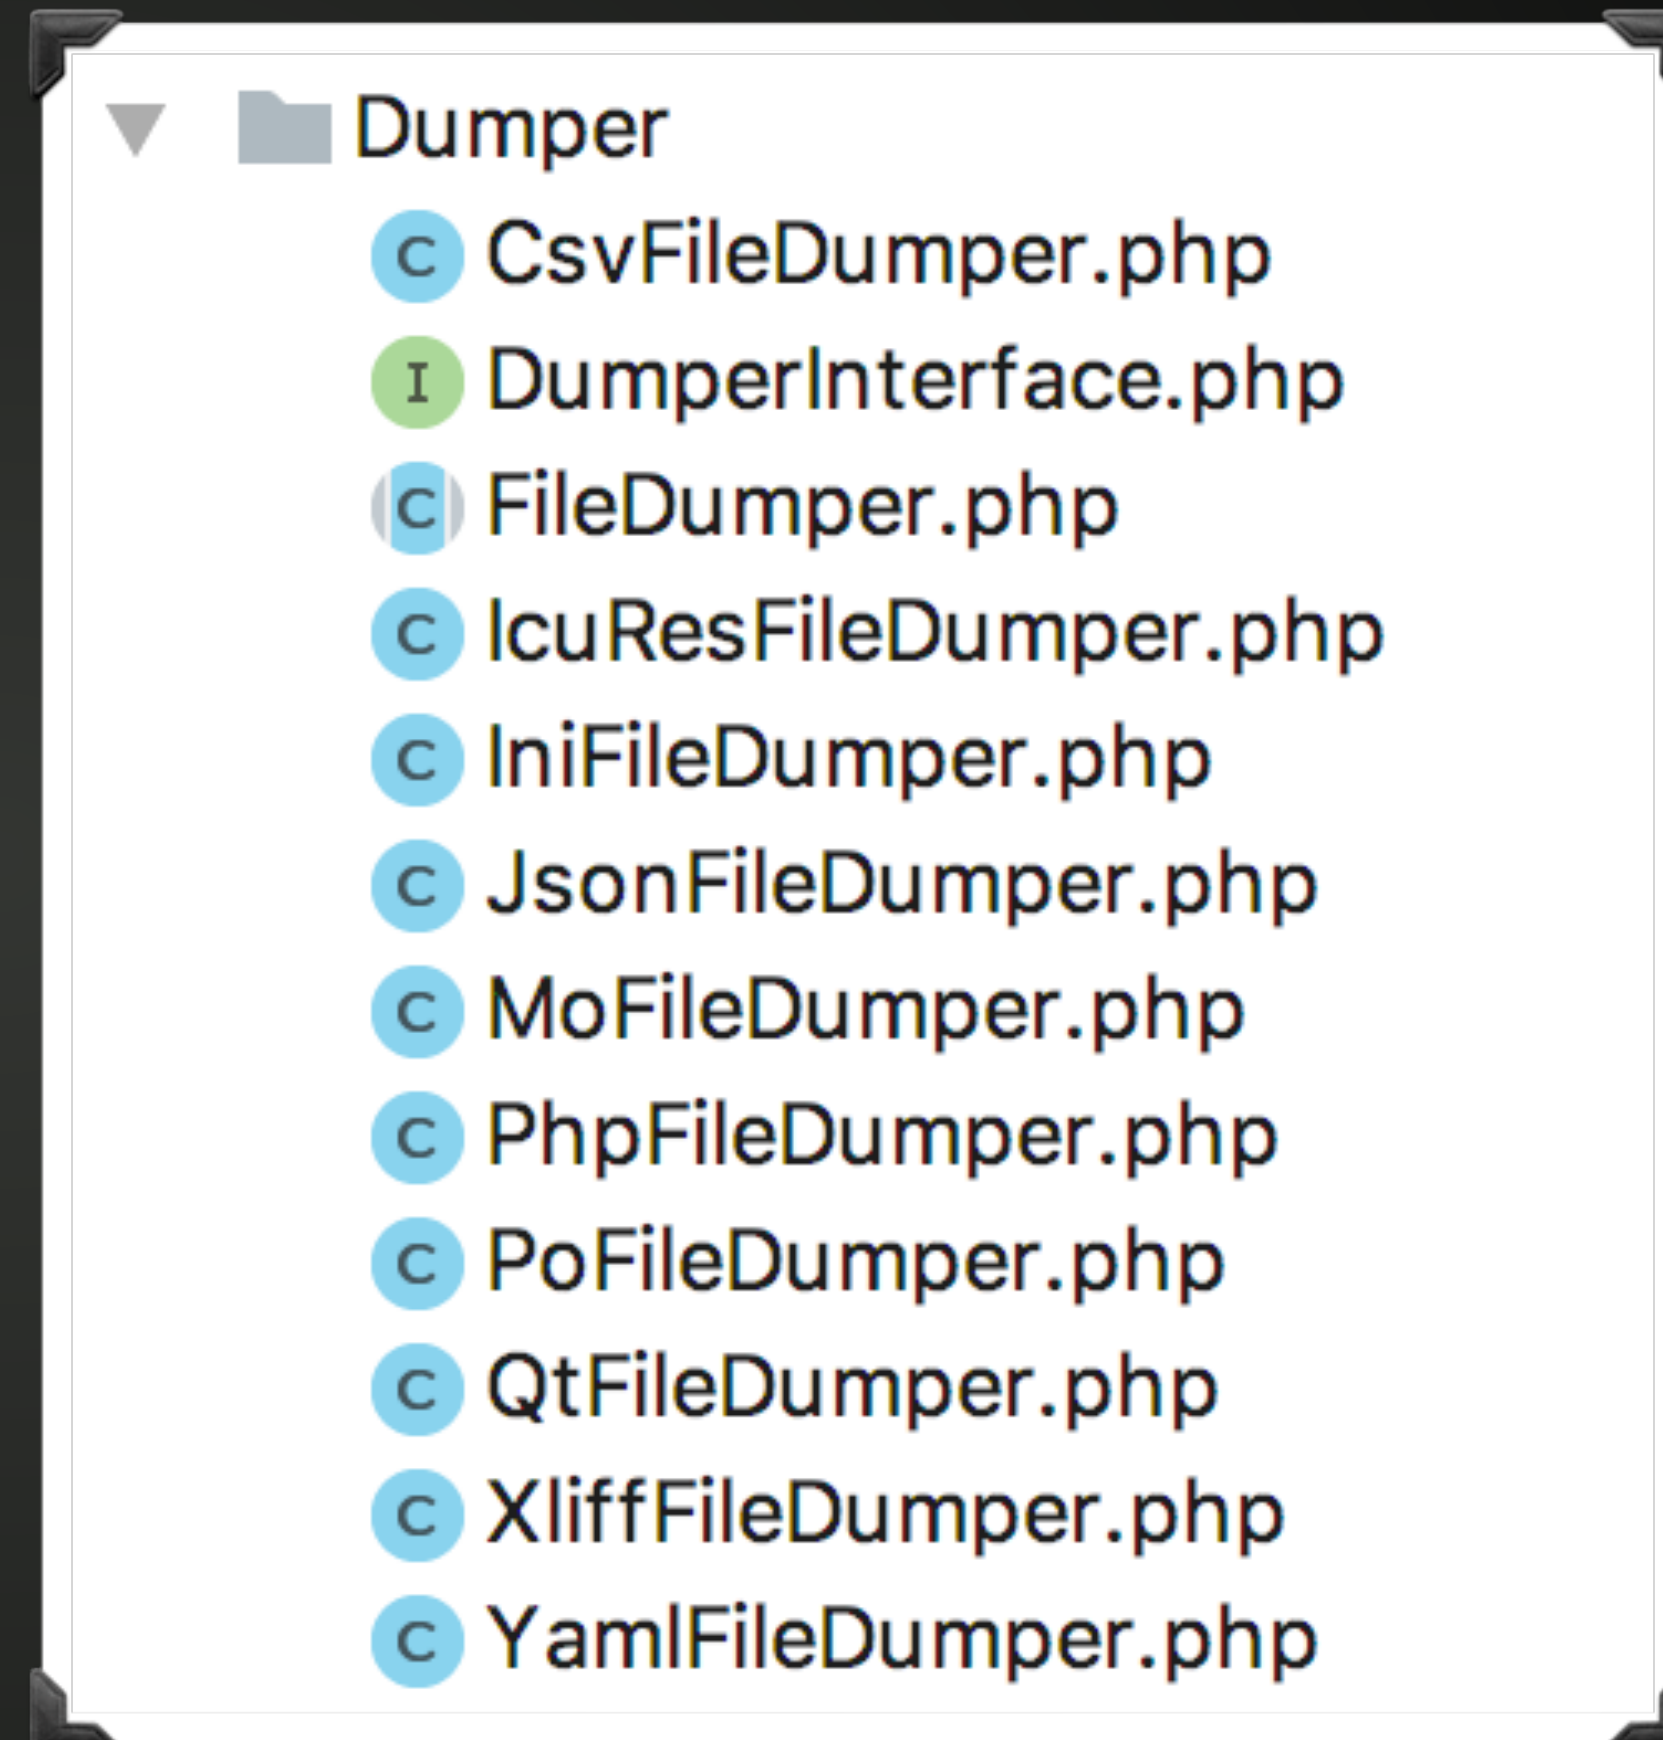 Dumper
C CsvFileDumper.php
I DumperInterface.php
C FileDumper.php
C IcuResFileDumper.php
C IniFileDumper.php
C JsonFileDumper.php
C MoFileDumper.php
C PhpFileDumper.php
C PoFileDumper.php
C QtFileDumper.php
C XliffFileDumper.php
C YamlFileDumper.php